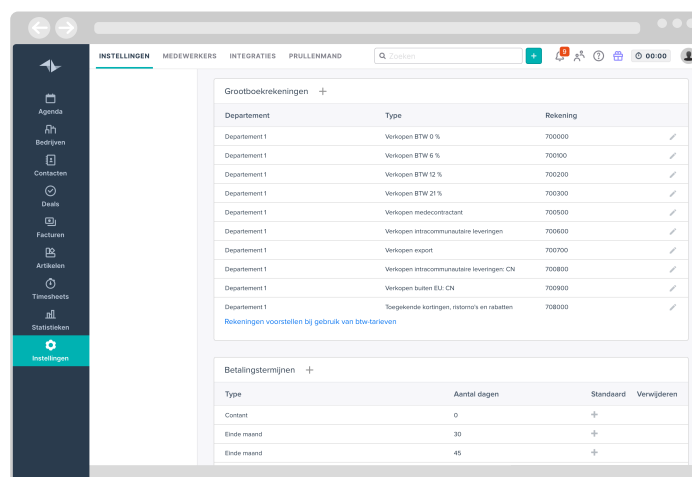 INSTELLINGEN MEDEWERKERS INTEGRATIES PRULLENMAND Zoeken + 9 00:00
Agenda
Bedrijven
Contacten
Deals
Facturen
Artikelen
Timesheets
Statistieken
Instellingen
Grootboekrekeningen +
Departement Type Rekening
Departement 1 Verkopen BTW 0 % 700000
Departement 1 Verkopen BTW 6 % 700100
Departement 1 Verkopen BTW 12 % 700200
Departement 1 Verkopen BTW 21 % 700300
Departement 1 Verkopen medecontractant 700500
Departement 1 Verkopen intracommunautaire leveringen 700600
Departement 1 Verkopen export 700700
Departement 1 Verkopen intracommunautaire leveringen: CN 700800
Departement 1 Verkopen buiten EU: CN 700900
Departement 1 Toegekende kortingen, ristorno's en rabatten 708000
Rekeningen voorstellen bij gebruik van btw-tarieven
Betalingstermijnen +
Type Aantal dagen Standaard Verwijderen
Contant 0
Einde maand 30
Einde maand 45